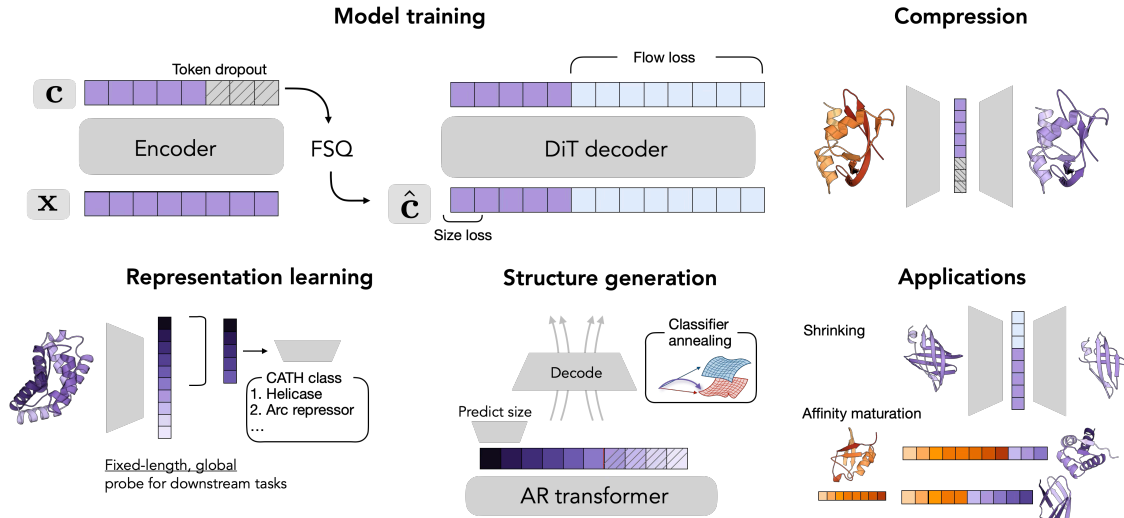 Model training
Compression
Token dropout
Flow loss
c
Encoder
FSQ
DiT decoder
x
ĉ
Size loss
Representation learning
Structure generation
Applications
CATH class
1. Helicase
2. Arc repressor
...
Fixed-length, global
probe for downstream tasks
Classifier
annealing
Decode
Predict size
AR transformer
Shrinking
Affinity maturation